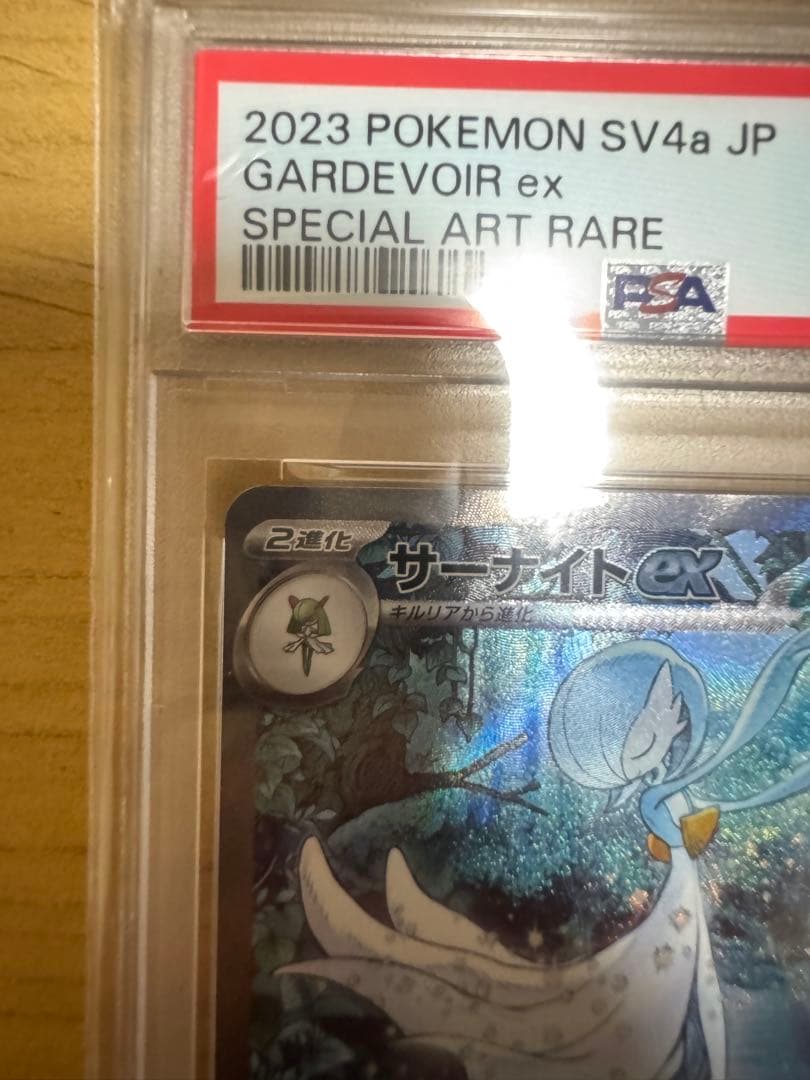 2023 POKEMON SV4a JP
GARDEVOIR ex
SPECIAL ART RARE
PSA
2進化
サーナイトex
キルリアから進化